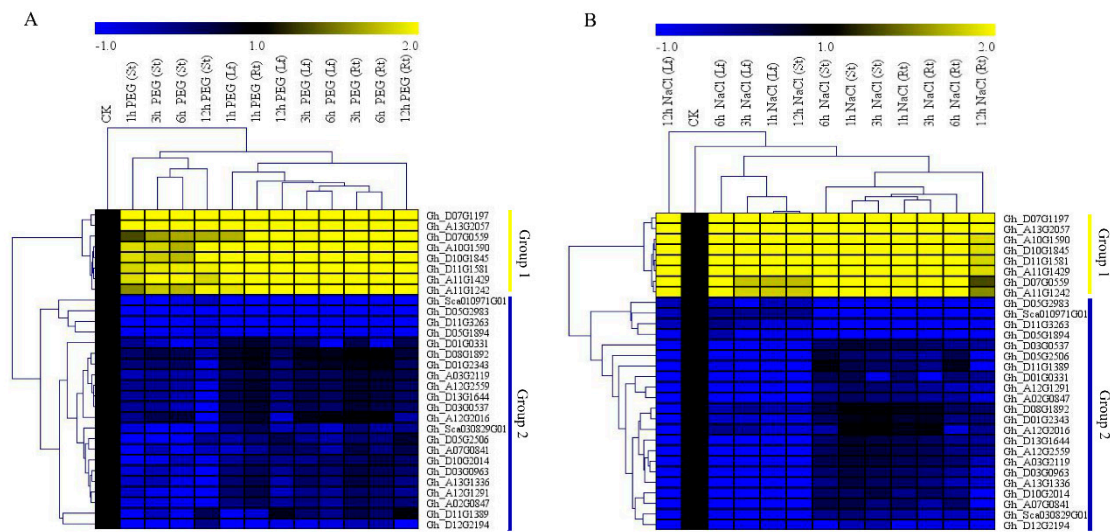 A
-1.0 1.0 2.0
CK
1h PEG (St)
3h PEG (St)
6h PEG (St)
12h PEG (St)
1h PEG (Lf)
1h PEG (Rt)
12h PEG (Lf)
3h PEG (Lf)
6h PEG (Lf)
3h PEG (Rt)
6h PEG (Rt)
12h PEG (Rt)
Gh_D07G1197
Gh_A13G2057
Gh_D07G0559
Gh_A10G1590
Gh_D10G1845
Gh_D11G1581
Gh_A11G1429
Gh_A11G1242
Gh_Sca010971G01
Gh_D05G2983
Gh_D11G3263
Gh_D05G1894
Gh_D01G0331
Gh_D08G1892
Gh_D01G2343
Gh_A03G2119
Gh_A12G2559
Gh_D13G1644
Gh_D03G0537
Gh_A12G2016
Gh_Sca030829G01
Gh_D05G2506
Gh_A07G0841
Gh_D10G2014
Gh_D03G0963
Gh_A13G1336
Gh_A12G1291
Gh_A02G0847
Gh_D11G1389
Gh_D12G2194
Group 1
Group 2
B
-1.0 1.0 2.0
12h NaCl (Lf)
CK
6h NaCl (Lf)
3h NaCl (Lf)
1h NaCl (Lf)
12h NaCl (St)
6h NaCl (St)
1h NaCl (St)
3h NaCl (St)
1h NaCl (Rt)
3h NaCl (Rt)
6h NaCl (Rt)
12h NaCl (Rt)
Gh_D07G1197
Gh_A13G2057
Gh_A10G1590
Gh_D10G1845
Gh_D11G1581
Gh_A11G1429
Gh_D07G0559
Gh_A11G1242
Gh_D05G2983
Gh_Sca010971G01
Gh_D11G3263
Gh_D05G1894
Gh_D03G0537
Gh_D05G2506
Gh_D11G1389
Gh_D01G0331
Gh_A12G1291
Gh_A02G0847
Gh_D08G1892
Gh_D01G2343
Gh_A12G2016
Gh_D13G1644
Gh_A12G2559
Gh_A03G2119
Gh_D03G0963
Gh_A13G1336
Gh_D10G2014
Gh_A07G0841
Gh_Sca030829G01
Gh_D12G2194
Group 1
Group 2